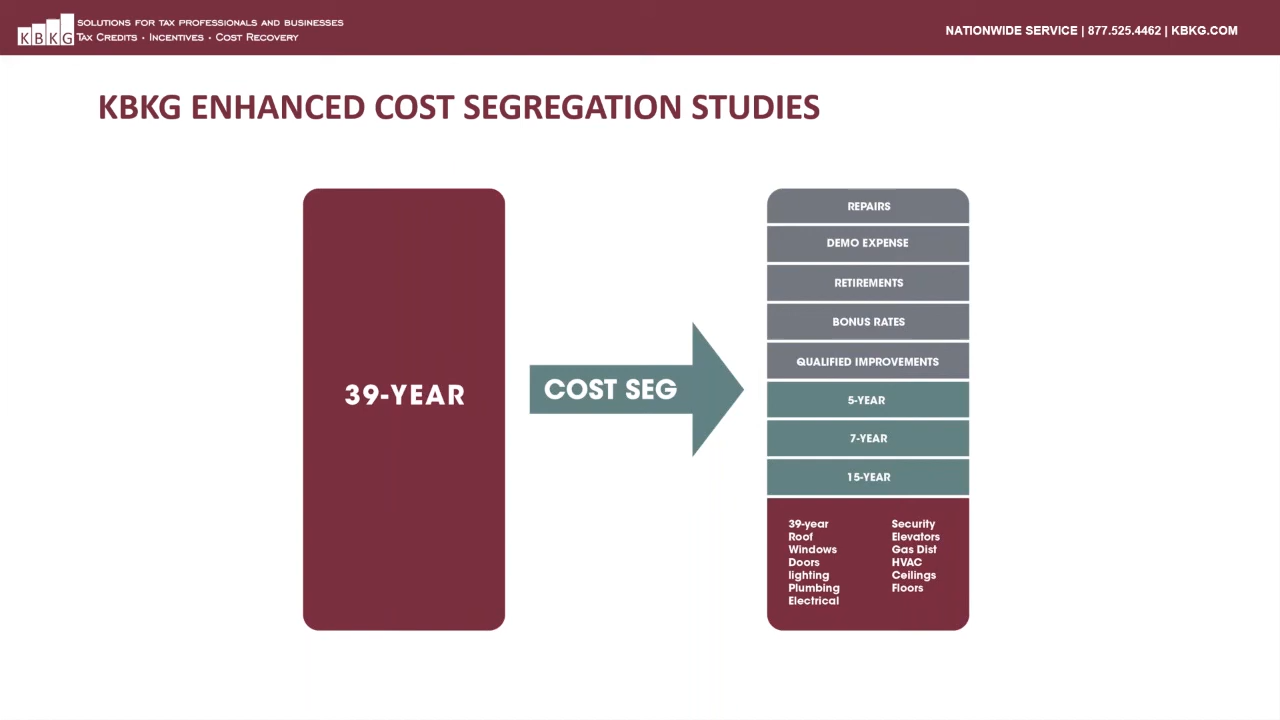 KBKG
SOLUTIONS FOR TAX PROFESSIONALS AND BUSINESSES
TAX CREDITS · INCENTIVES · COST RECOVERY
NATIONWIDE SERVICE | 877.525.4462 | KBKG.COM
KBKG ENHANCED COST SEGREGATION STUDIES
39-YEAR
COST SEG
REPAIRS
DEMO EXPENSE
RETIREMENTS
BONUS RATES
QUALIFIED IMPROVEMENTS
5-YEAR
7-YEAR
15-YEAR
39-year
Roof
Windows
Doors
lighting
Plumbing
Electrical
Security
Elevators
Gas Dist
HVAC
Ceilings
Floors